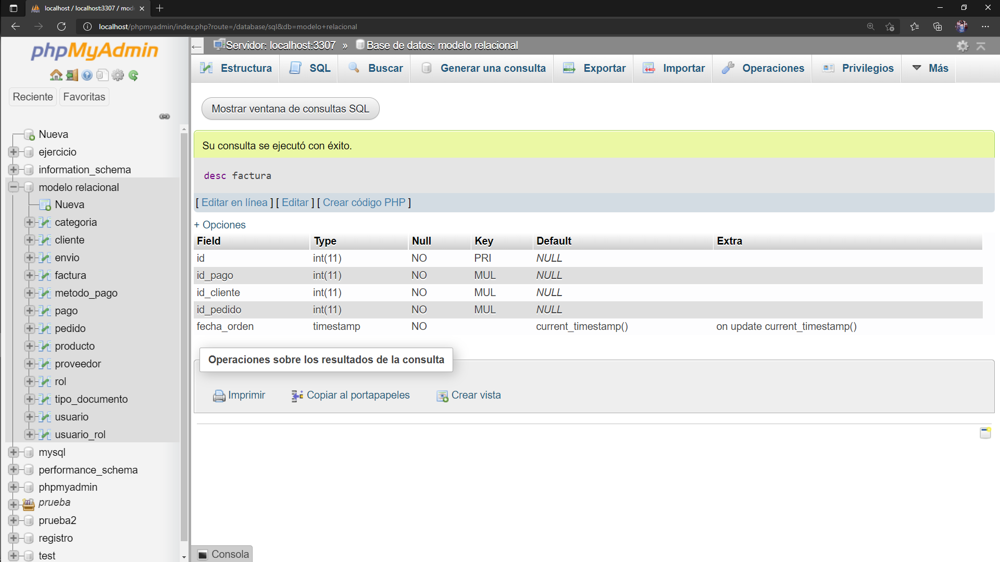 localhost / localhost:3307 / mod
localhost/phpmyadmin/index.php?route=/database/sql&db=modelo+relacional
phpMyAdmin
Reciente
Favoritas
Nueva
ejercicio
information_schema
modelo relacional
Nueva
categoria
cliente
envio
factura
metodo_pago
pago
pedido
producto
proveedor
rol
tipo_documento
usuario
usuario_rol
mysql
performance_schema
phpmyadmin
prueba
prueba2
registro
test
Servidor: localhost:3307 » Base de datos: modelo relacional
Estructura SQL Buscar Generar una consulta Exportar Importar Operaciones Privilegios Más
Mostrar ventana de consultas SQL
Su consulta se ejecutó con éxito.
desc factura
[ Editar en línea ] [ Editar ] [ Crear código PHP ]
+ Opciones
Field Type Null Key Default Extra
id int(11) NO PRI NULL
id_pago int(11) NO MUL NULL
id_cliente int(11) NO MUL NULL
id_pedido int(11) NO MUL NULL
fecha_orden timestamp NO current_timestamp() on update current_timestamp()
Operaciones sobre los resultados de la consulta
Imprimir Copiar al portapapeles Crear vista
Consola